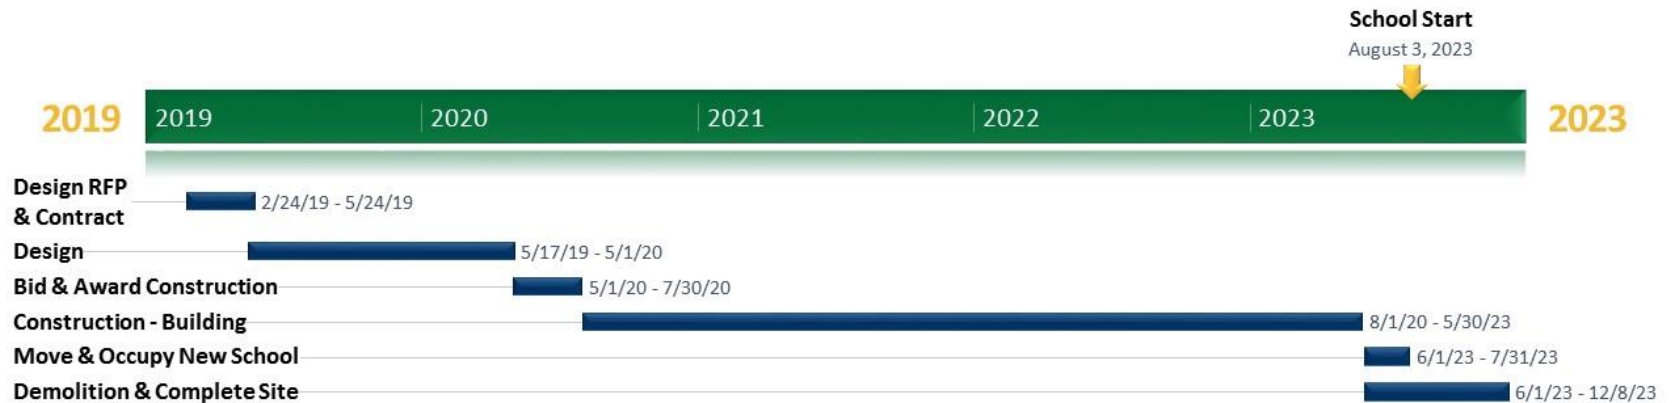 School Start
August 3, 2023
2019 2019 2020 2021 2022 2023 2023
Design RFP
& Contract
2/24/19 - 5/24/19
Design 5/17/19 - 5/1/20
Bid & Award Construction 5/1/20 - 7/30/20
Construction - Building 8/1/20 - 5/30/23
Move & Occupy New School 6/1/23 - 7/31/23
Demolition & Complete Site 6/1/23 - 12/8/23